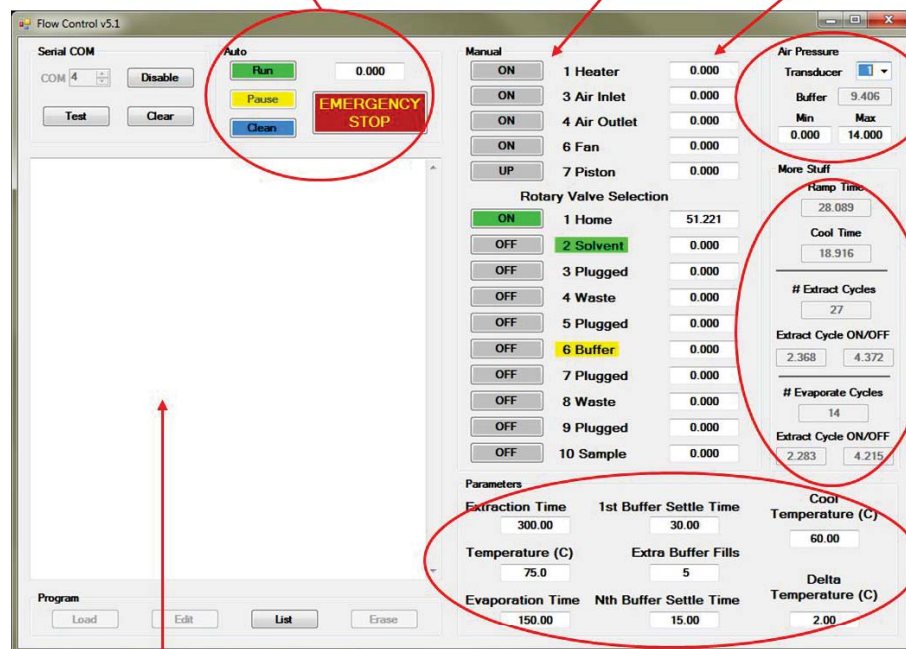 Flow Control v5.1
Serial COM
COM 4
Disable
Test
Clear
Auto
Run
0.000
Pause
EMERGENCY
STOP
Clean
Manual
ON 1 Heater 0.000
ON 3 Air Inlet 0.000
ON 4 Air Outlet 0.000
ON 6 Fan 0.000
UP 7 Piston 0.000
Rotary Valve Selection
ON 1 Home 51.221
OFF 2 Solvent 0.000
OFF 3 Plugged 0.000
OFF 4 Waste 0.000
OFF 5 Plugged 0.000
OFF 6 Buffer 0.000
OFF 7 Plugged 0.000
OFF 8 Waste 0.000
OFF 9 Plugged 0.000
OFF 10 Sample 0.000
Air Pressure
Transducer 1
Buffer 9.406
Min Max
0.000 14.000
More Stuff
Ramp Time
28.089
Cool Time
18.916
# Extract Cycles
27
Extract Cycle ON/OFF
2.368 4.372
# Evaporate Cycles
14
Extract Cycle ON/OFF
2.283 4.215
Parameters
Extraction Time
300.00
1st Buffer Settle Time
30.00
Cool
Temperature (C)
60.00
Temperature (C)
75.0
Extra Buffer Fills
5
Delta
Temperature (C)
2.00
Evaporation Time
150.00
Nth Buffer Settle Time
15.00
Program
Load Edit List Erase